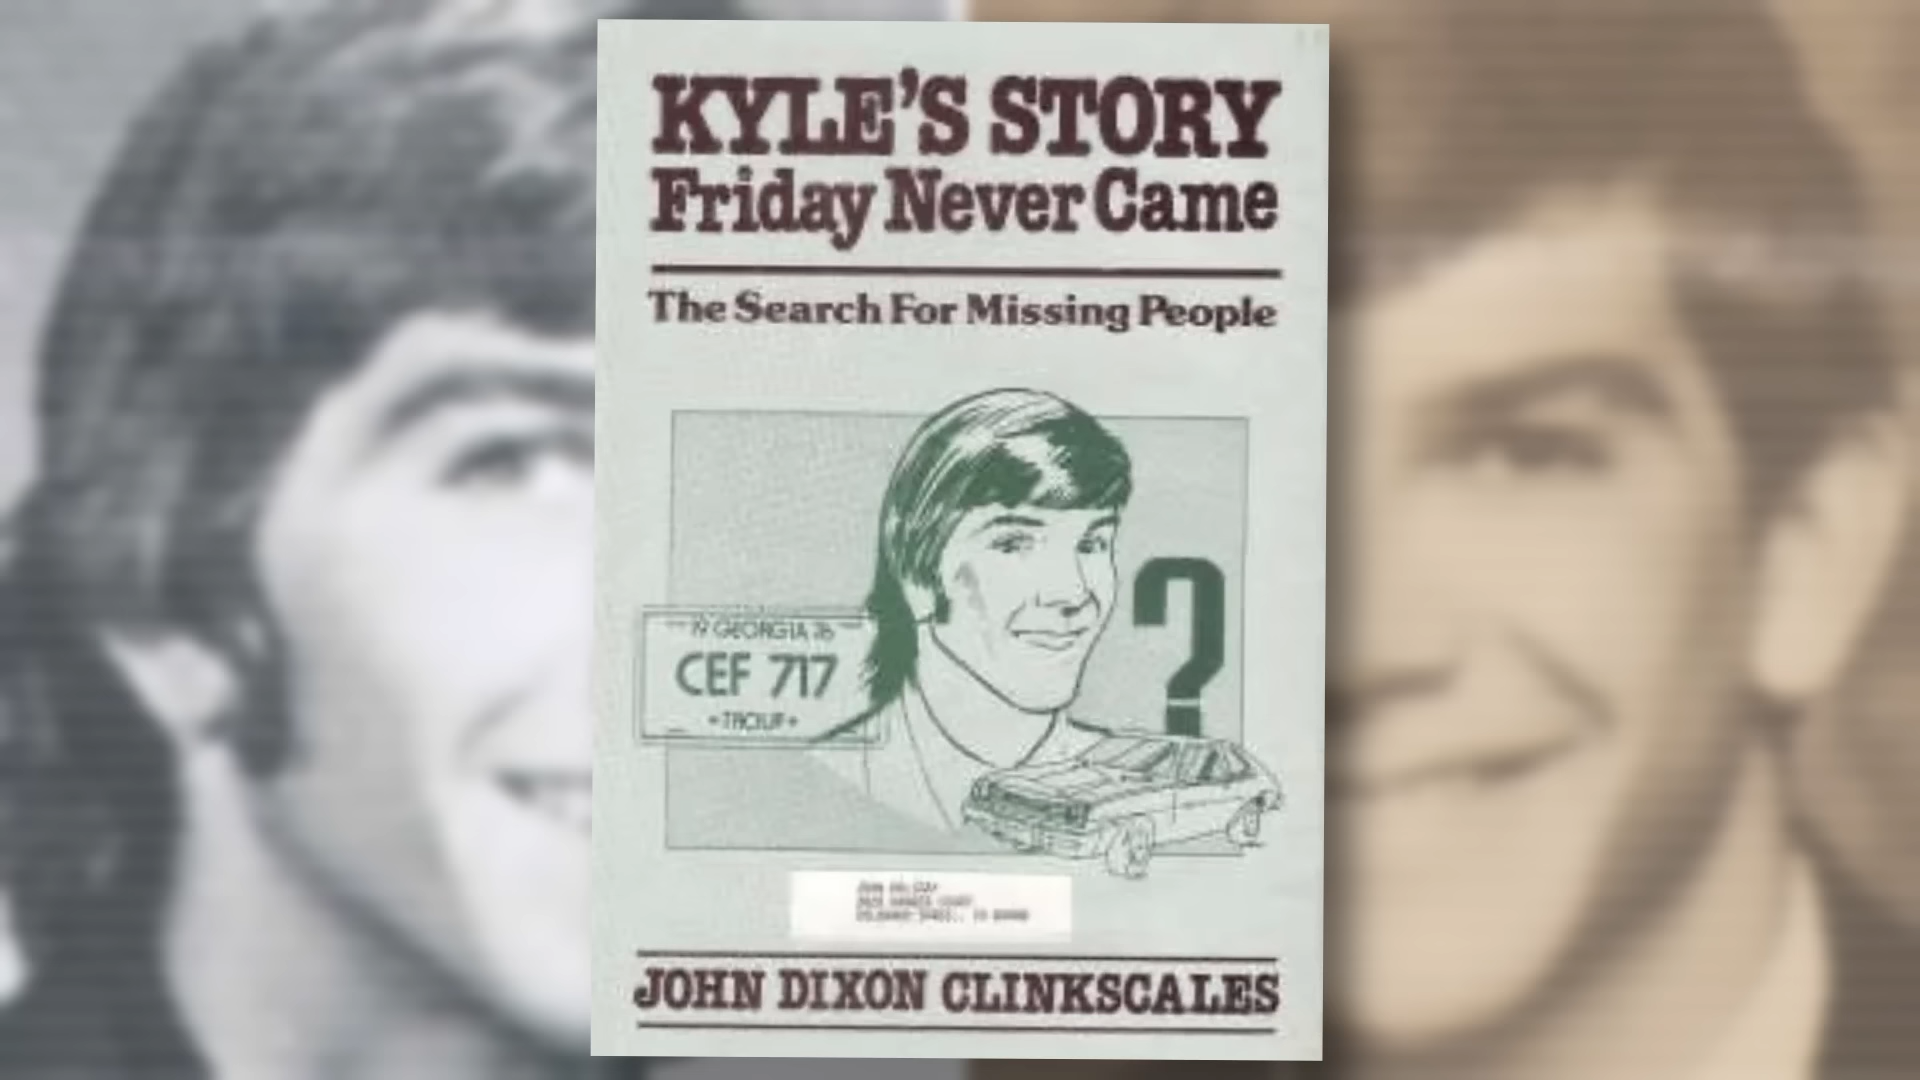 KYLE'S STORY
Friday Never Came
The Search For Missing People
?
19 GEORGIA 76
CEF 717
TROUP
JOHN DIXON CLINKSCALES